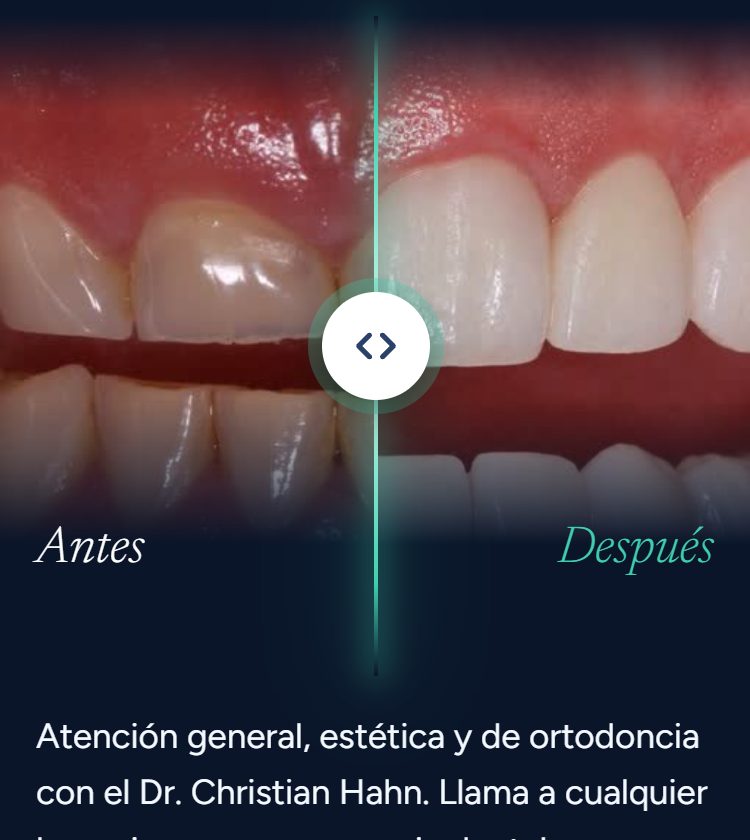 Antes
Después
Atención general, estética y de ortodoncia
con el Dr. Christian Hahn. Llama a cualquier